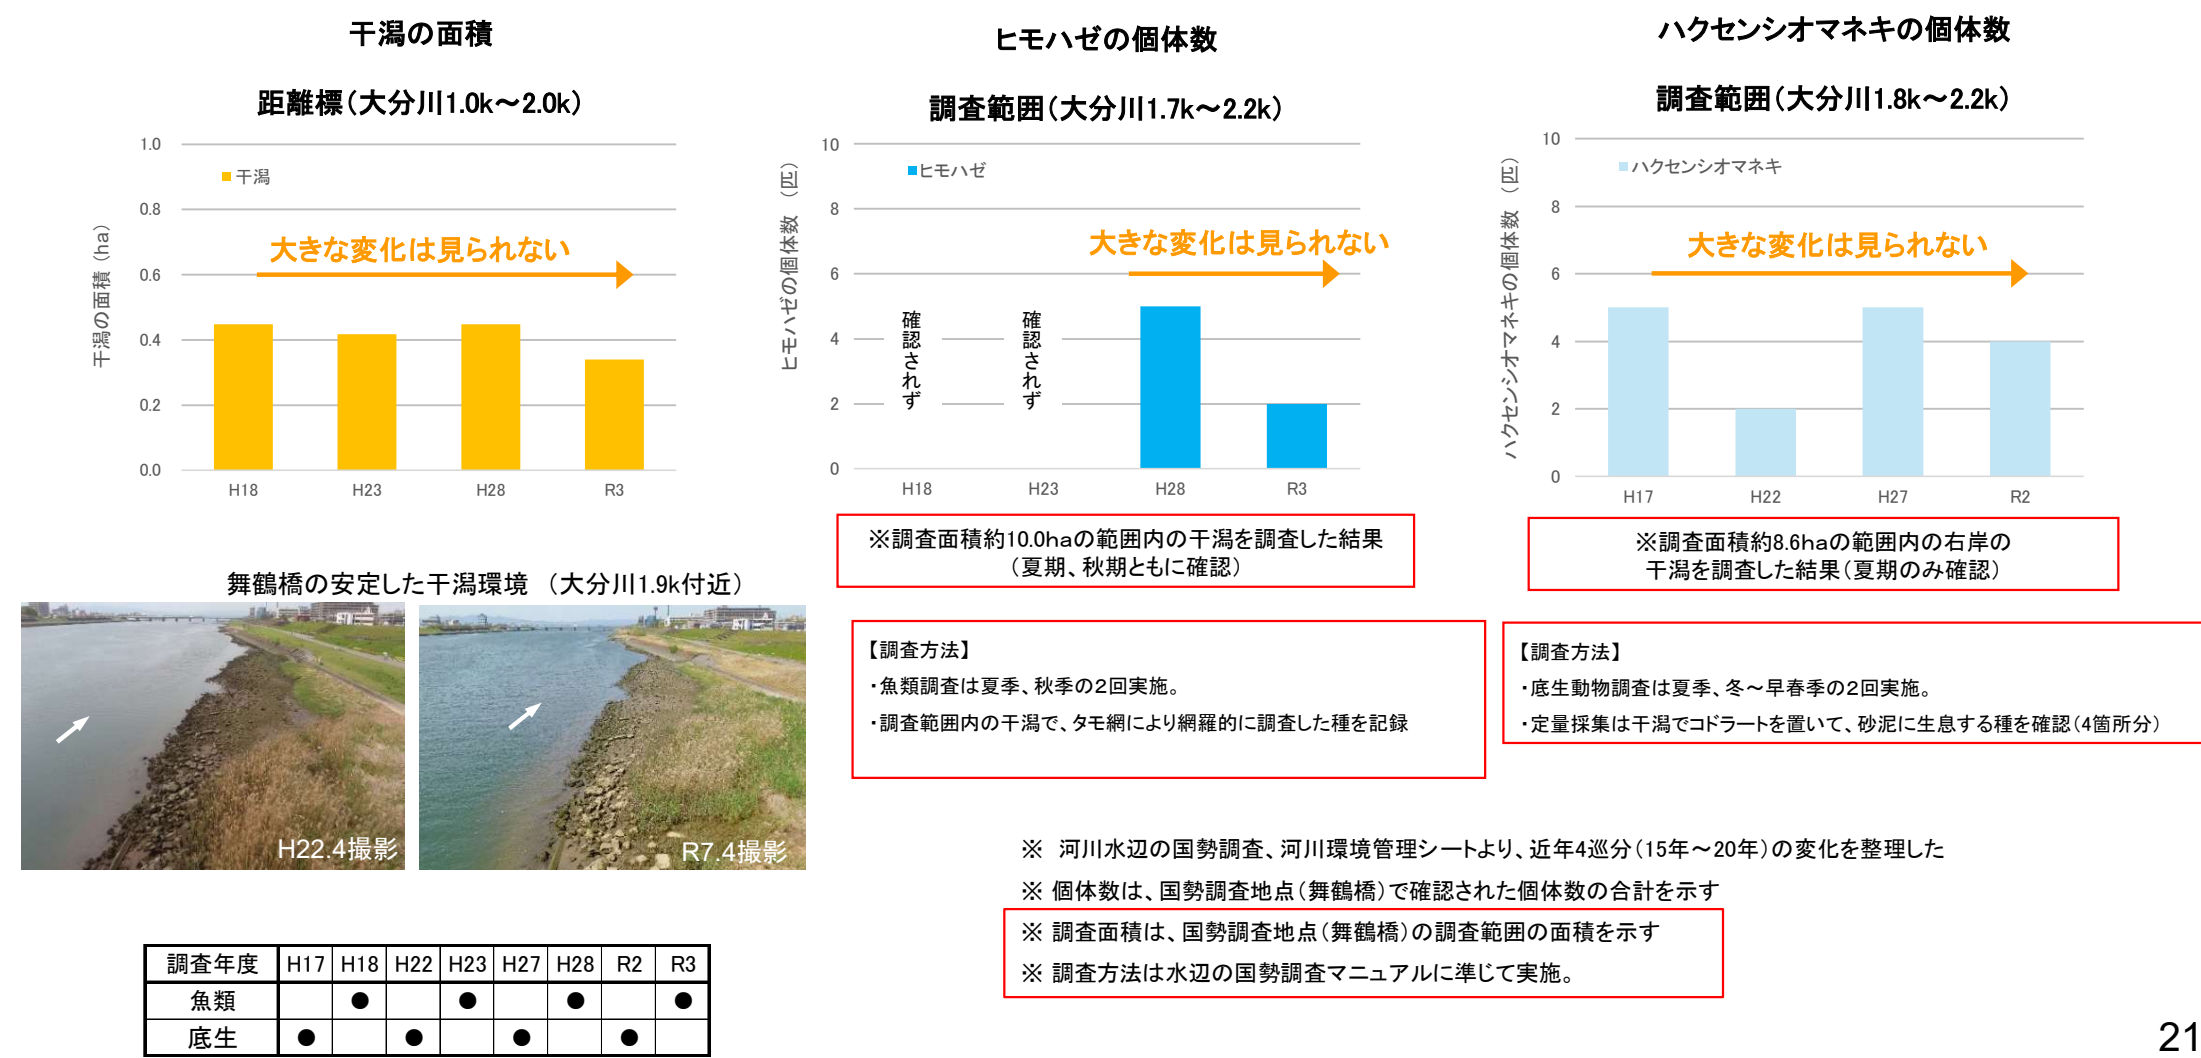 干潟の面積
距離標（大分川1.0k～2.0k）
1.0
0.8
0.6
0.4
0.2
0.0
干潟の面積 (ha)
干潟
大きな変化は見られない
H18 H23 H28 R3
ヒモハゼの個体数
調査範囲（大分川1.7k～2.2k）
10
8
6
4
2
0
ヒモハゼの個体数 （匹）
ヒモハゼ
大きな変化は見られない
確認されず
確認されず
H18 H23 H28 R3
※調査面積約10.0haの範囲内の干潟を調査した結果
（夏期、秋期ともに確認）
ハクセンシオマネキの個体数
調査範囲（大分川1.8k～2.2k）
10
8
6
4
2
0
ハクセンシオマネキの個体数 （匹）
ハクセンシオマネキ
大きな変化は見られない
H17 H22 H27 R2
※調査面積約8.6haの範囲内の右岸の
干潟を調査した結果（夏期のみ確認）
舞鶴橋の安定した干潟環境 （大分川1.9k付近）
H22.4撮影
R7.4撮影
【調査方法】
・魚類調査は夏季、秋季の２回実施。
・調査範囲内の干潟で、タモ網により網羅的に調査した種を記録
【調査方法】
・底生動物調査は夏季、冬～早春季の２回実施。
・定量採集は干潟でコドラートを置いて、砂泥に生息する種を確認（4箇所分）
※ 河川水辺の国勢調査、河川環境管理シートより、近年4巡分（15年～20年）の変化を整理した
※ 個体数は、国勢調査地点（舞鶴橋）で確認された個体数の合計を示す
※ 調査面積は、国勢調査地点（舞鶴橋）の調査範囲の面積を示す
※ 調査方法は水辺の国勢調査マニュアルに準じて実施。
調査年度 H17 H18 H22 H23 H27 H28 R2 R3
魚類 ● ● ● ●
底生 ● ● ● ●
21